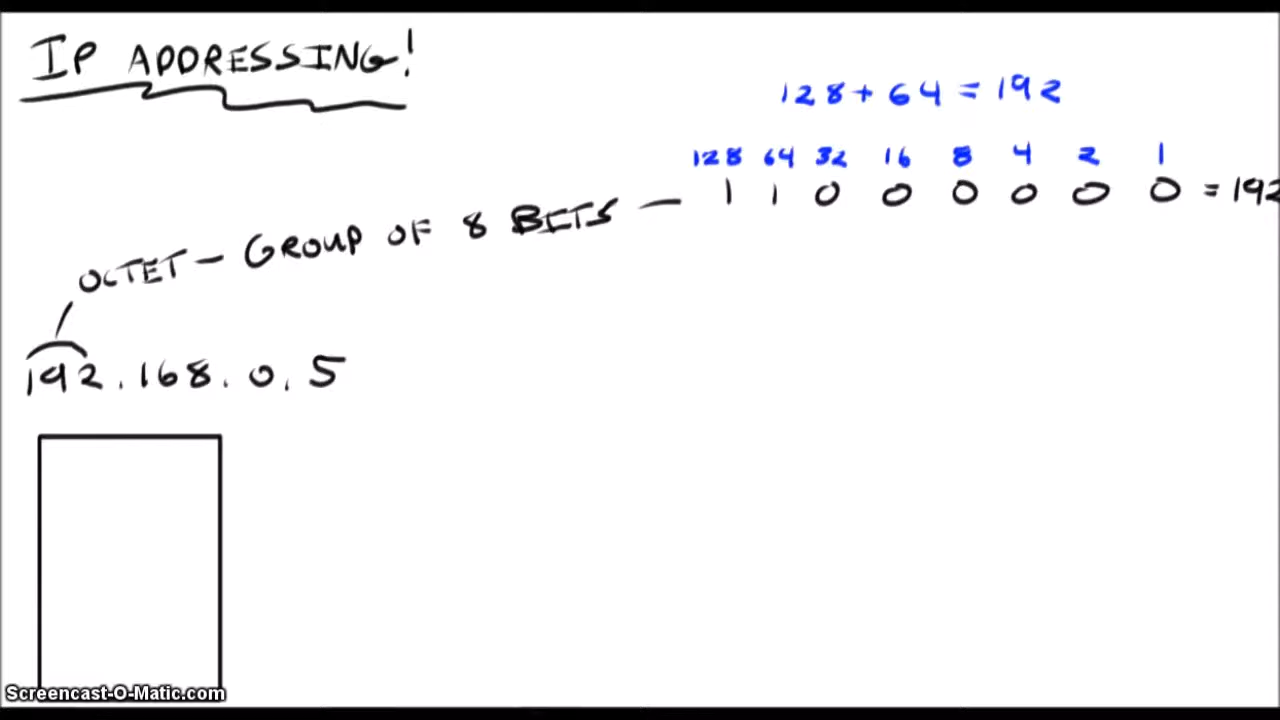 IP ADDRESSING!
128 + 64 = 192
128 64 32 16 8 4 2 1
OCTET - GROUP OF 8 BITS - 1 1 0 0 0 0 0 0 = 192
192.168.0.5
Screencast-O-Matic.com